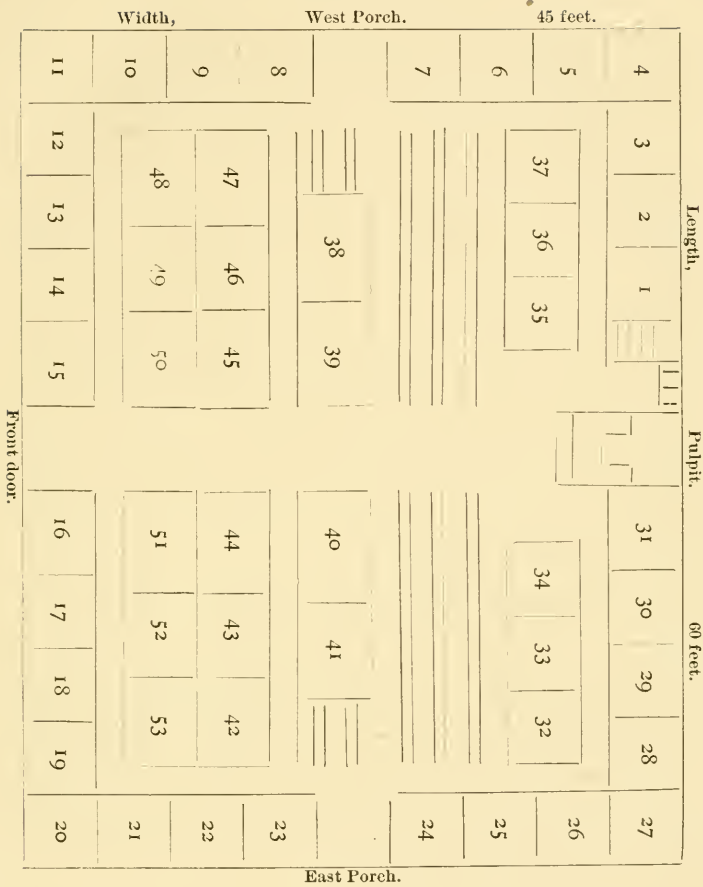 Width, West Porch. 45 feet.
11 10 9 8 7 6 5 4
12 3
48 47 37
13 2
38 36
14 49 46 1
39 35
15 50 45
Length,
Pulpit.
Front door.
16 51 44 40 31
34
17 52 43 41 33 30
60 feet.
18 29
53 42 32
19 28
20 21 22 23 24 25 26 27
East Porch.